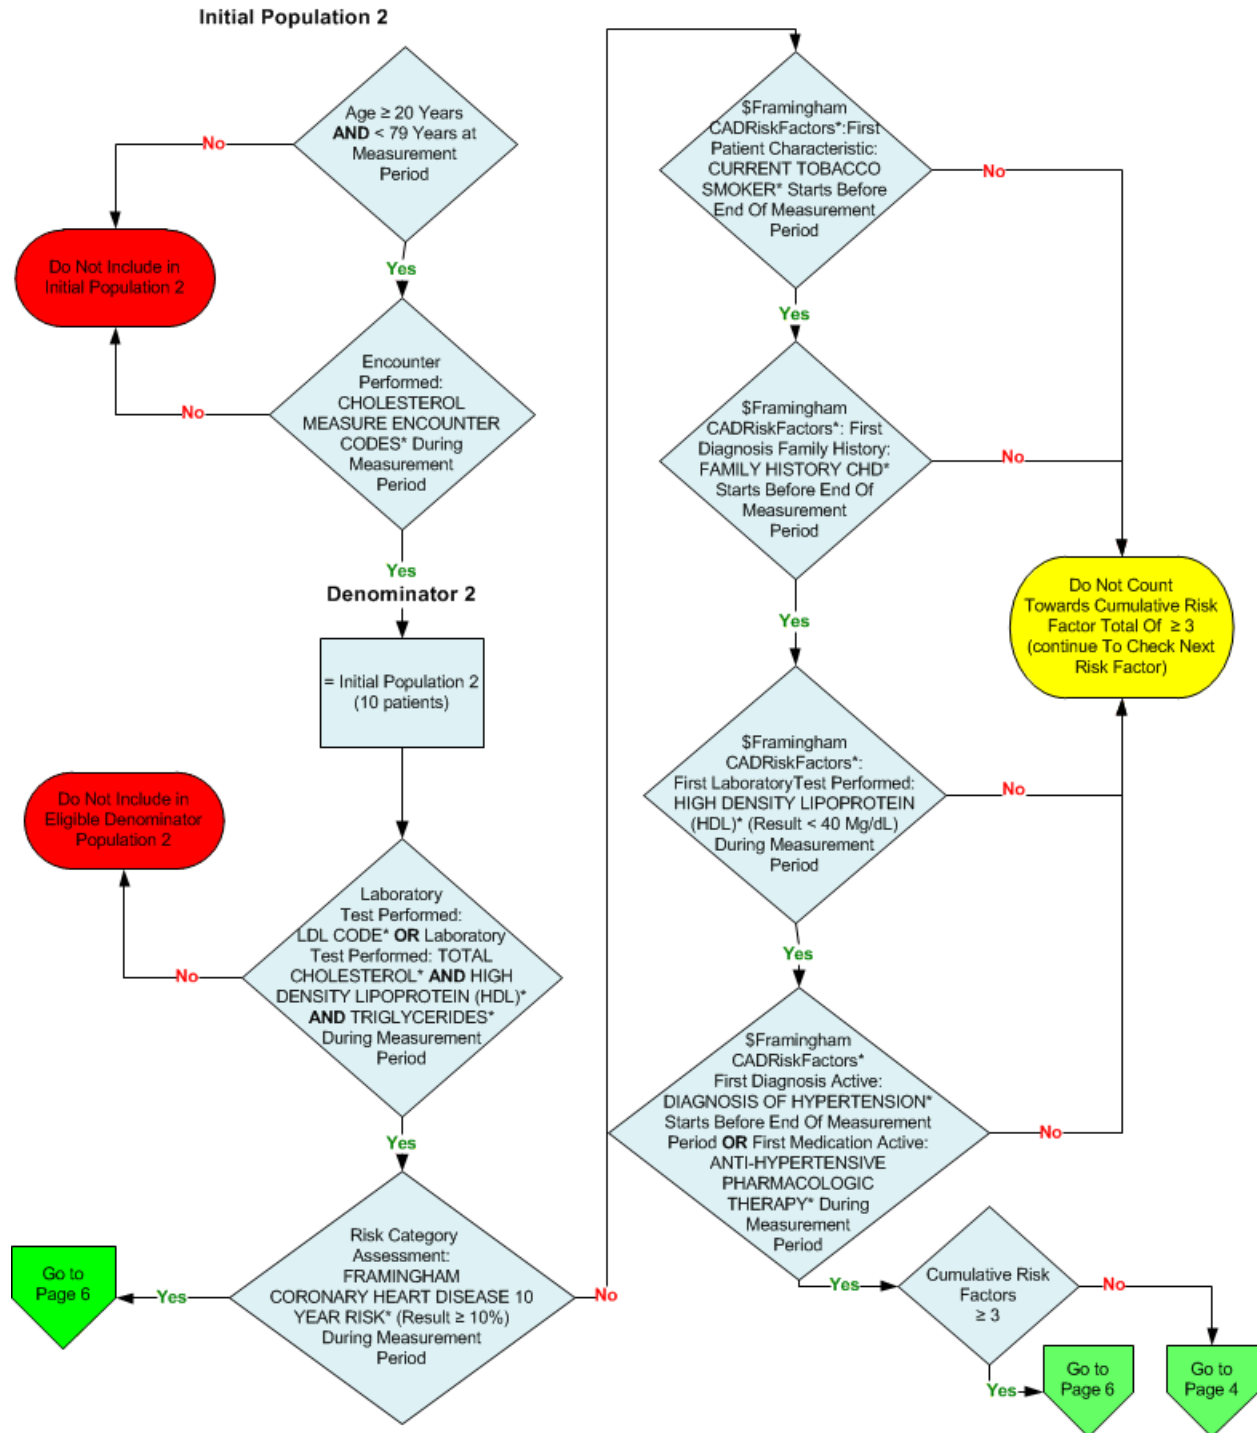 Initial Population 2
Age ≥ 20 Years
AND < 79 Years at
Measurement
Period
No
Do Not Include in
Initial Population 2
Yes
Encounter
Performed:
CHOLESTEROL
MEASURE ENCOUNTER
CODES* During
Measurement
Period
No
Yes
Denominator 2
= Initial Population 2
(10 patients)
Do Not Include in
Eligible Denominator
Population 2
Laboratory
Test Performed:
LDL CODE* OR Laboratory
Test Performed: TOTAL
CHOLESTEROL* AND HIGH
DENSITY LIPOPROTEIN (HDL)*
AND TRIGLYCERIDES*
During Measurement
Period
No
Yes
Risk Category
Assessment:
FRAMINGHAM
CORONARY HEART DISEASE 10
YEAR RISK* (Result ≥ 10%)
During Measurement
Period
Yes
Go to
Page 6
No
$Framingham
CADRiskFactors*:First
Patient Characteristic:
CURRENT TOBACCO
SMOKER* Starts Before
End Of Measurement
Period
No
Yes
$Framingham
CADRiskFactors*: First
Diagnosis Family History:
FAMILY HISTORY CHD*
Starts Before End Of
Measurement
Period
No
Do Not Count
Towards Cumulative Risk
Factor Total Of ≥ 3
(continue To Check Next
Risk Factor)
Yes
$Framingham
CADRiskFactors*:
First LaboratoryTest Performed:
HIGH DENSITY LIPOPROTEIN
(HDL)* (Result < 40 Mg/dL)
During Measurement
Period
No
Yes
$Framingham
CADRiskFactors*
First Diagnosis Active:
DIAGNOSIS OF HYPERTENSION*
Starts Before End Of Measurement
Period OR First Medication Active:
ANTI-HYPERTENSIVE
PHARMACOLOGIC
THERAPY* During
Measurement
Period
No
Yes
Cumulative Risk
Factors
≥ 3
No
Yes
Go to
Page 6
Go to
Page 4